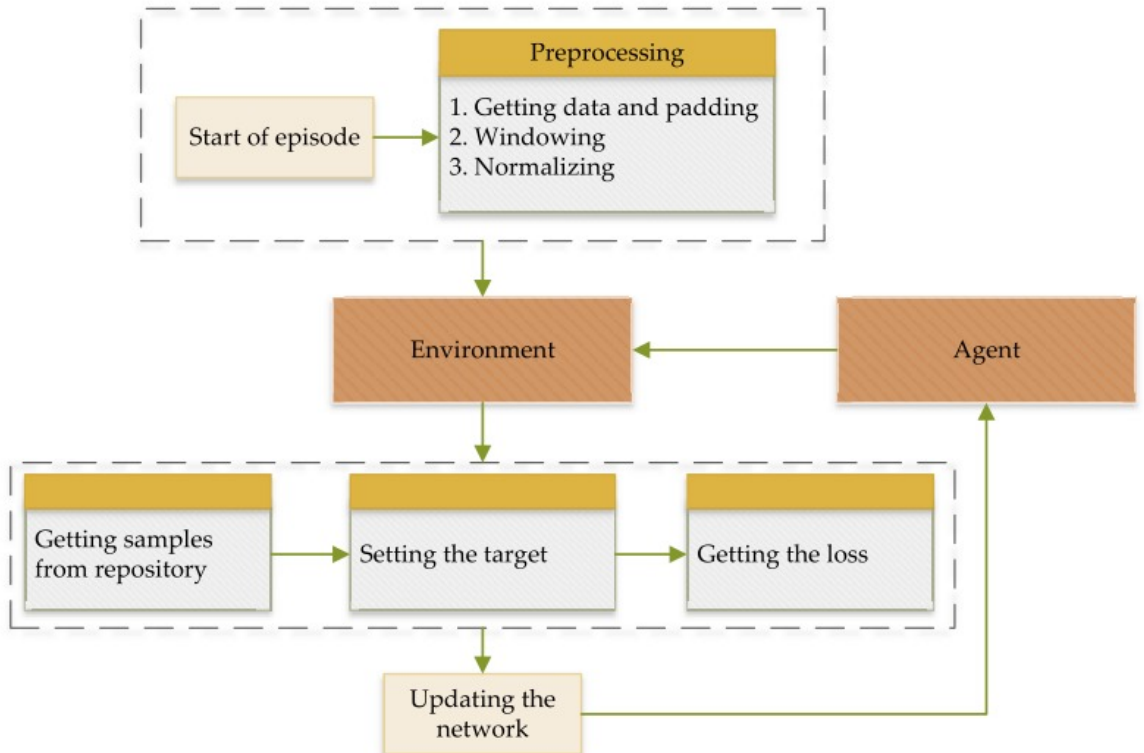 Preprocessing
Start of episode
1. Getting data and padding
2. Windowing
3. Normalizing
Environment
Agent
Getting samples
from repository
Setting the target
Getting the loss
Updating the
network